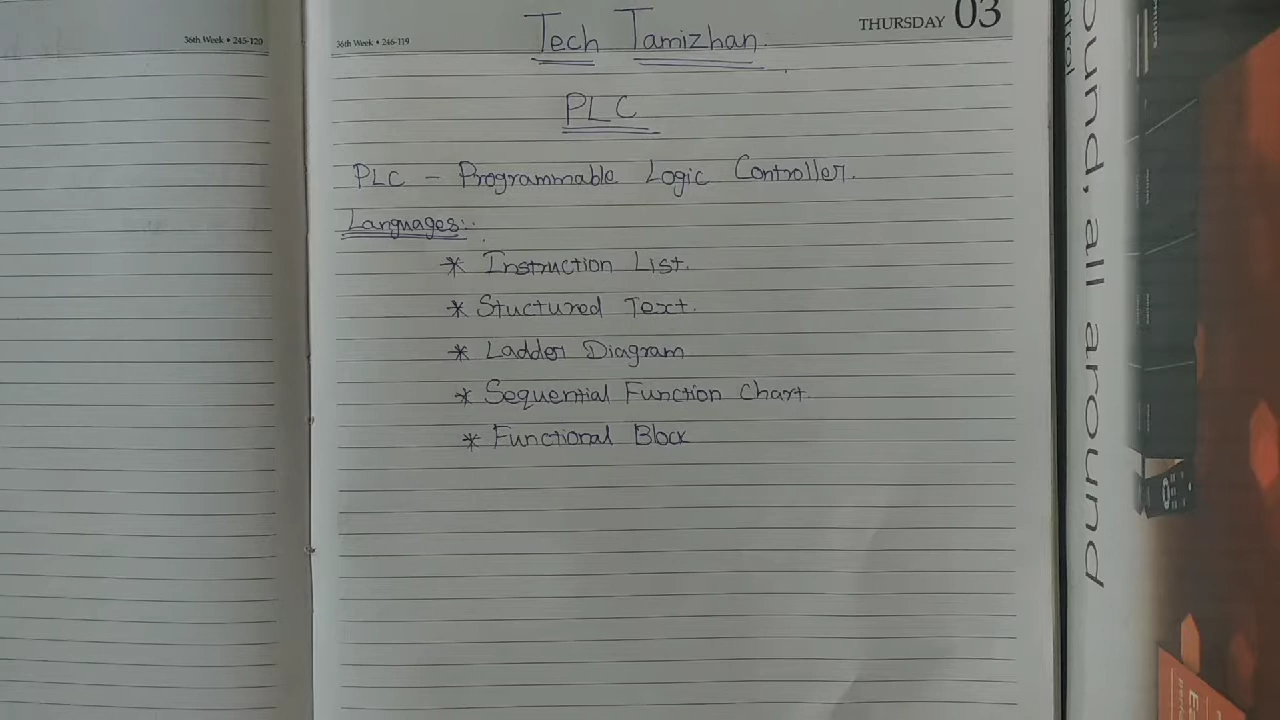 36th Week • 245-120
36th Week • 246-119
THURSDAY 03
Tech Tamizhan.
PLC
PLC - Programmable Logic Controller.
Languages:-
* Instruction List.
* Stuctured Text.
* Ladder Diagram
* Sequential Function Chart.
* Functional Block
ound, all around